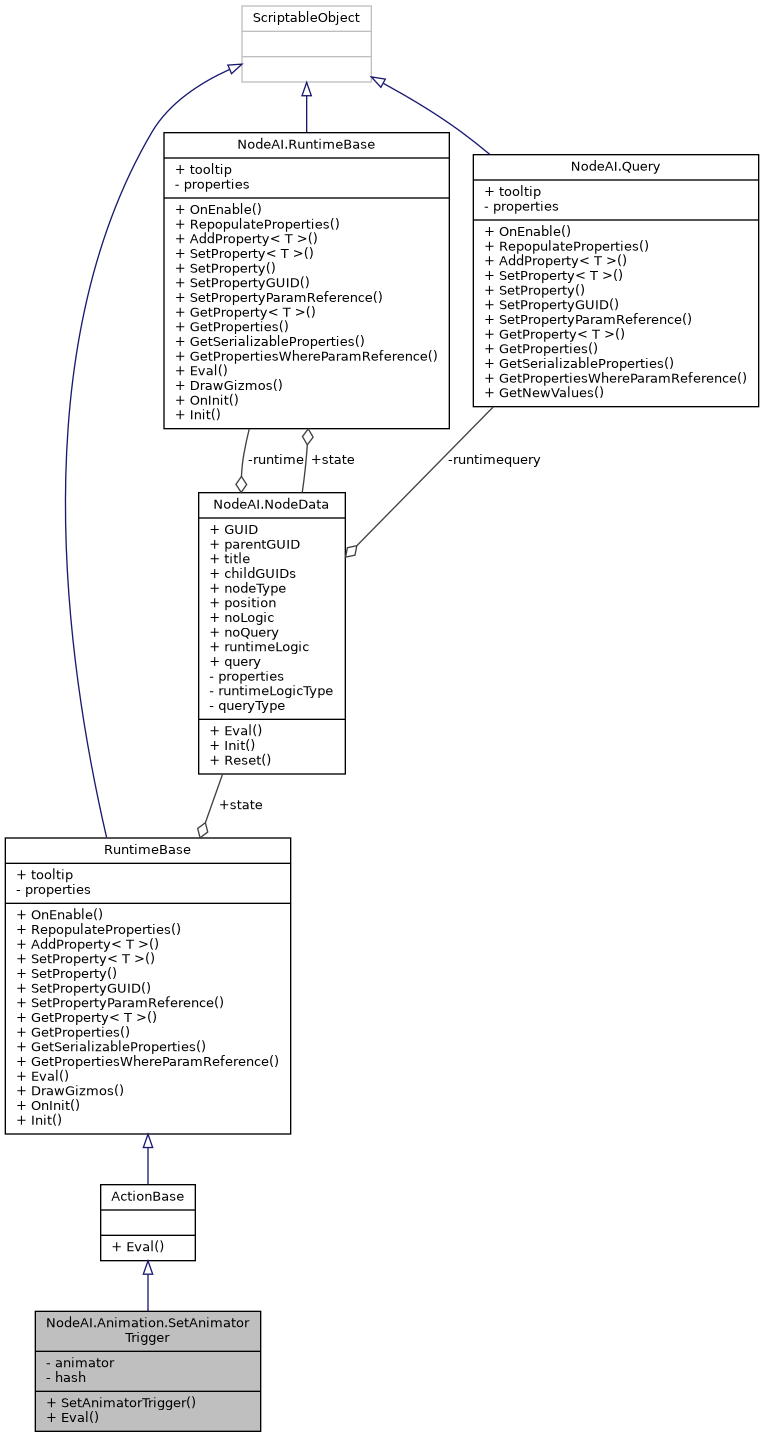 ScriptableObject
NodeAI.RuntimeBase
+ tooltip
- properties
+ OnEnable()
+ RepopulateProperties()
+ AddProperty< T >()
+ SetProperty< T >()
+ SetProperty()
+ SetPropertyGUID()
+ SetPropertyParamReference()
+ GetProperty< T >()
+ GetProperties()
+ GetSerializableProperties()
+ GetPropertiesWhereParamReference()
+ Eval()
+ DrawGizmos()
+ OnInit()
+ Init()
NodeAI.Query
+ tooltip
- properties
+ OnEnable()
+ RepopulateProperties()
+ AddProperty< T >()
+ SetProperty< T >()
+ SetProperty()
+ SetPropertyGUID()
+ SetPropertyParamReference()
+ GetProperty< T >()
+ GetProperties()
+ GetSerializableProperties()
+ GetPropertiesWhereParamReference()
+ GetNewValues()
-runtime
+state
-runtimequery
NodeAI.NodeData
+ GUID
+ parentGUID
+ title
+ childGUIDs
+ nodeType
+ position
+ noLogic
+ noQuery
+ runtimeLogic
+ query
- properties
- runtimeLogicType
- queryType
+ Eval()
+ Init()
+ Reset()
+state
RuntimeBase
+ tooltip
- properties
+ OnEnable()
+ RepopulateProperties()
+ AddProperty< T >()
+ SetProperty< T >()
+ SetProperty()
+ SetPropertyGUID()
+ SetPropertyParamReference()
+ GetProperty< T >()
+ GetProperties()
+ GetSerializableProperties()
+ GetPropertiesWhereParamReference()
+ Eval()
+ DrawGizmos()
+ OnInit()
+ Init()
ActionBase
+ Eval()
NodeAI.Animation.SetAnimator
Trigger
- animator
- hash
+ SetAnimatorTrigger()
+ Eval()